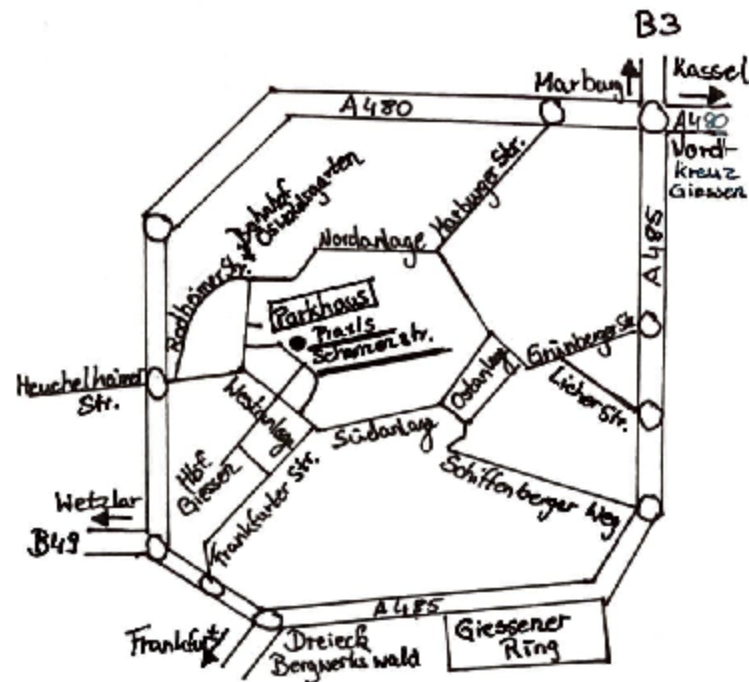 B3
Marburg
Kassel
A480
A480
Nord-
kreuz
Giessen
Marburger Str.
Bahnhof
Oswaldsgarten
Nordanlage
A485
Rodheimer Str.
Parkhaus
Praxis
Schanzenstr.
Grünberger Str
Ostanlage
Licher Str.
Heuchelheimer
Str.
Westanlage
Südanlage
Hbf.
Giessen
Frankfurter Str.
Schiffenberger Weg
Wetzlar
B49
A485
Giessener
Ring
Frankfurt
Dreieck
Bergwerkswald